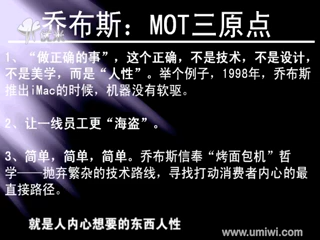 乔布斯：MOT三原点
1、“做正确的事”，这个正确，不是技术，不是设计，
不是美学，而是“人性”。举个例子，1998年，乔布斯
推出iMac的时候，机器没有软驱。
2、让一线员工更“海盗”。
3、简单，简单，简单。乔布斯信奉“烤面包机”哲
学——抛弃繁杂的技术路线，寻找打动消费者内心的最
直接路径。
就是人内心想要的东西人性
www.umiwi.com